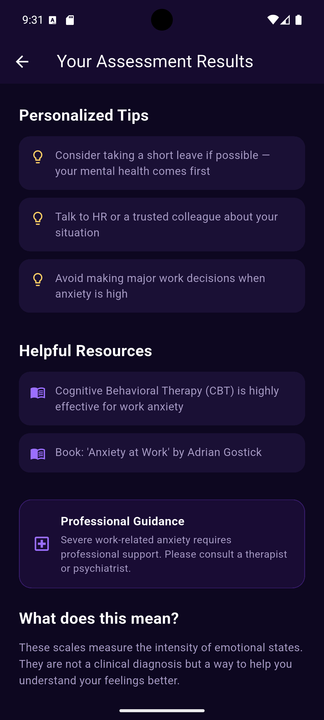 9:31
Your Assessment Results
Personalized Tips
Consider taking a short leave if possible —
your mental health comes first
Talk to HR or a trusted colleague about your
situation
Avoid making major work decisions when
anxiety is high
Helpful Resources
Cognitive Behavioral Therapy (CBT) is highly
effective for work anxiety
Book: 'Anxiety at Work' by Adrian Gostick
Professional Guidance
Severe work-related anxiety requires
professional support. Please consult a therapist
or psychiatrist.
What does this mean?
These scales measure the intensity of emotional states.
They are not a clinical diagnosis but a way to help you
understand your feelings better.